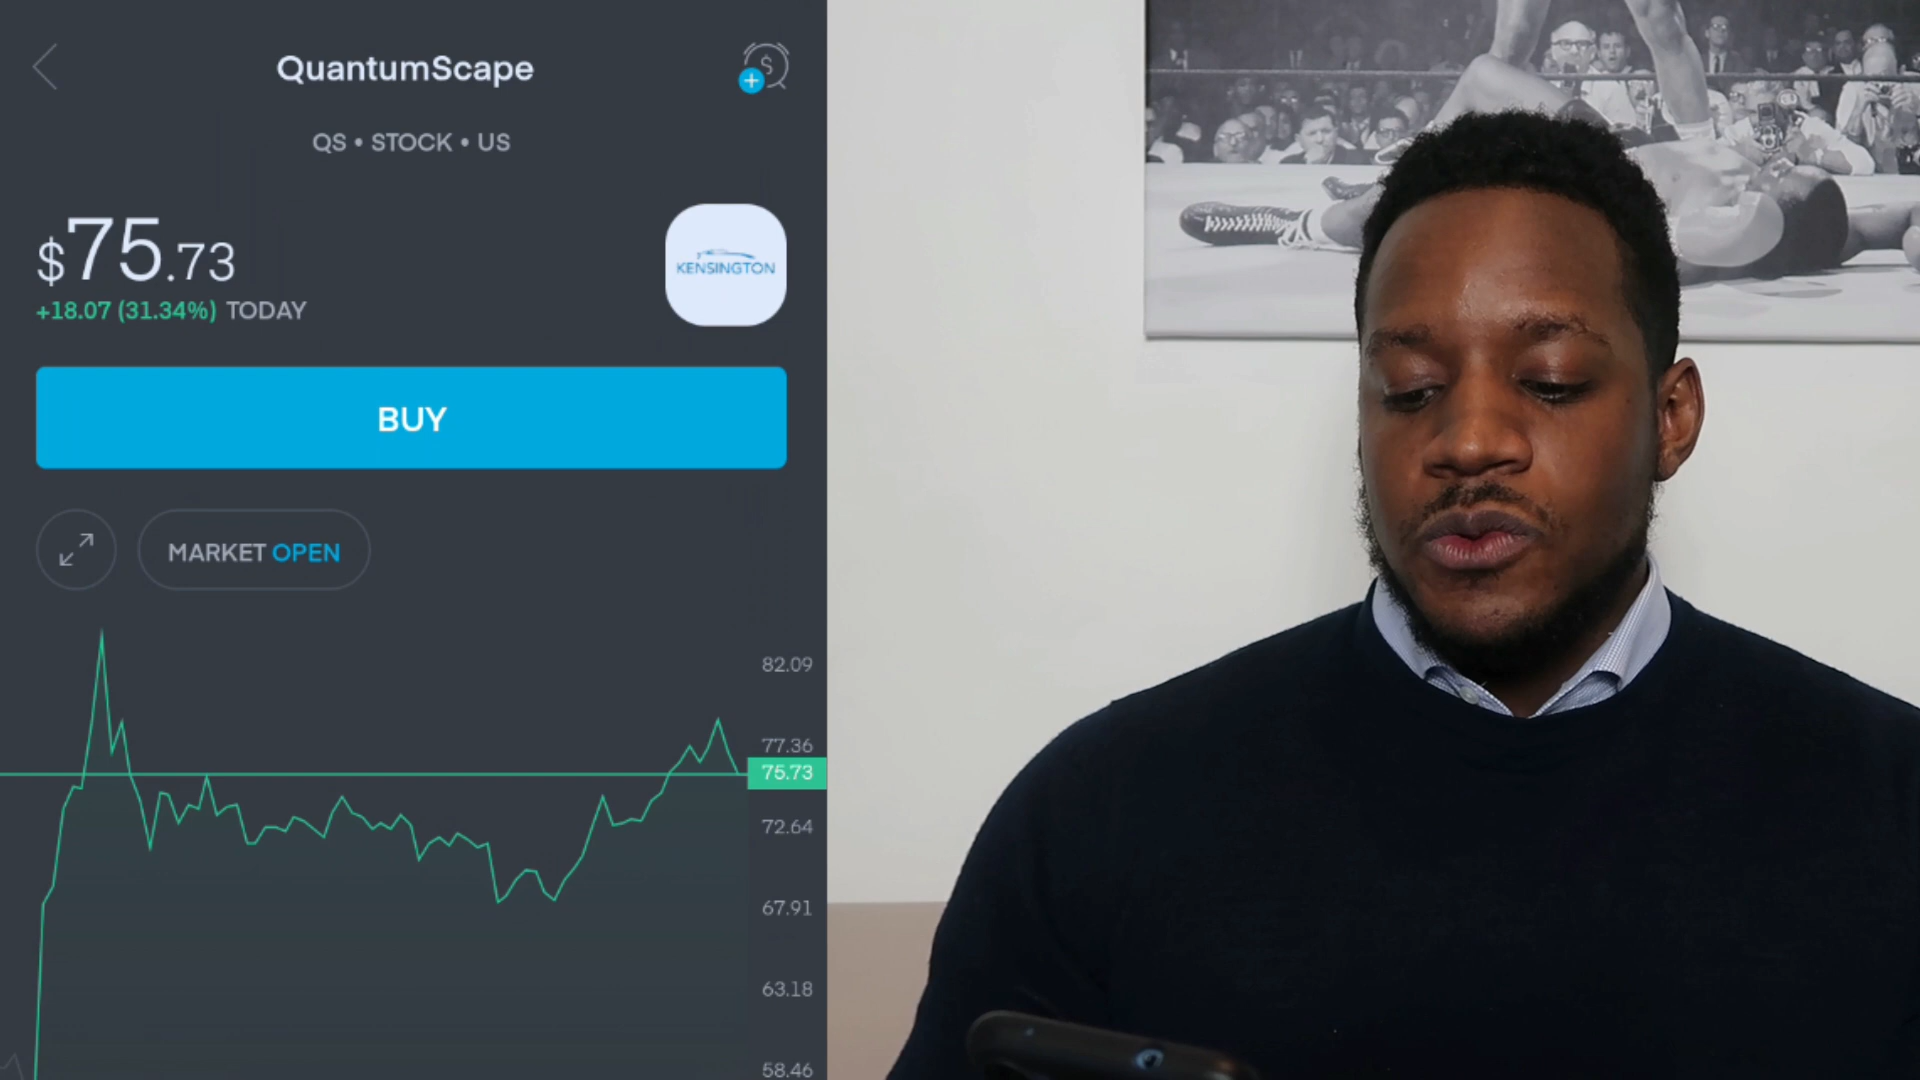 QuantumScape
QS • STOCK • US
$75.73
+18.07 (31.34%) TODAY
KENSINGTON
BUY
MARKET OPEN
82.09
77.36
75.73
72.64
67.91
63.18
58.46